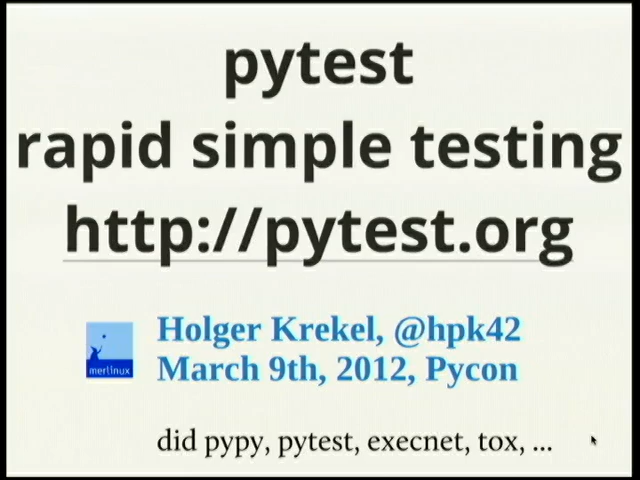 pytest
rapid simple testing
http://pytest.org
Holger Krekel, @hpk42
merlinux
March 9th, 2012, Pycon
did pypy, pytest, execnet, tox, ...